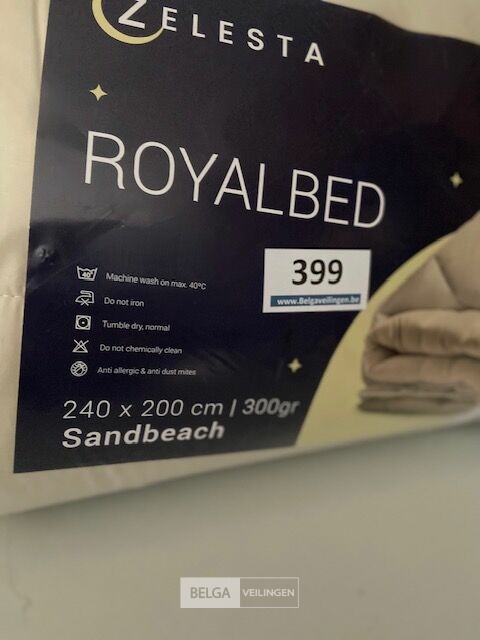 ZELESTA
ROYALBED
399
www.Belgaveilingen.be
40°
Machine wash on max. 40°C
Do not iron
Tumble dry, normal
Do not chemically clean
Anti allergic & anti dust mites
240 x 200 cm | 300gr
Sandbeach
BELGA VEILINGEN